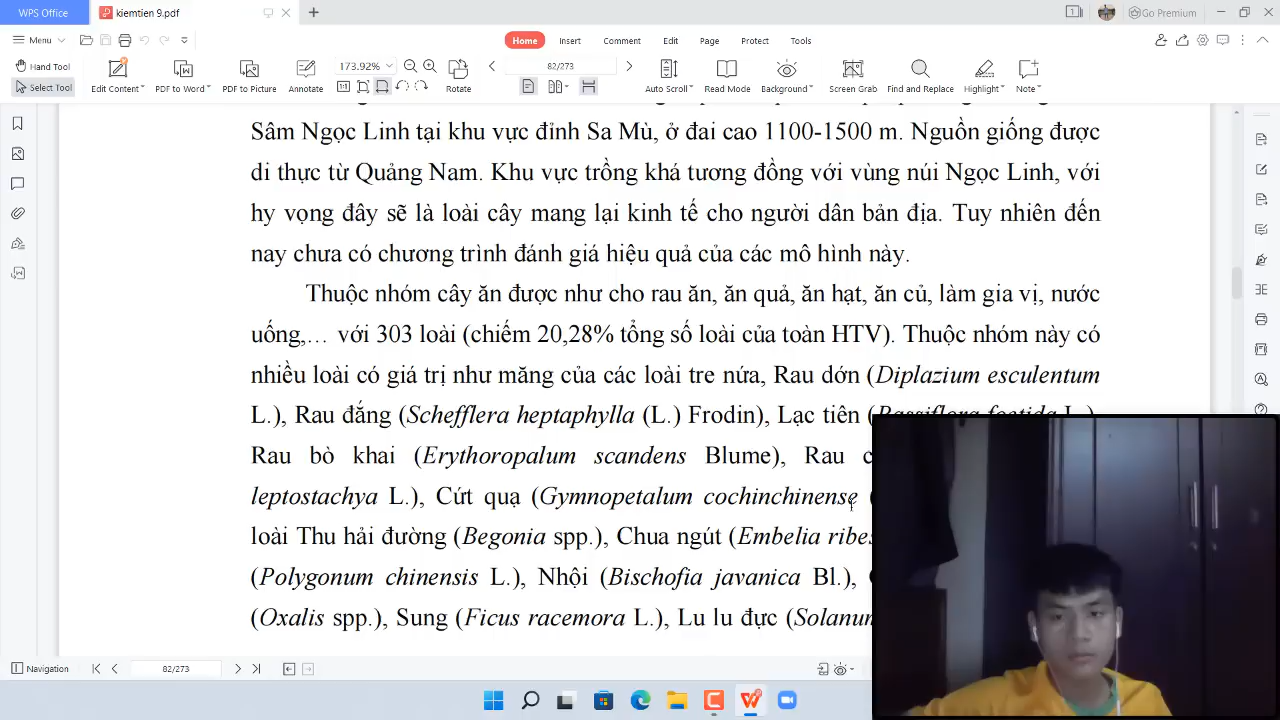 WPS Office
kiemtien 9.pdf
Go Premium
Menu
Home
Insert
Comment
Edit
Page
Protect
Tools
Hand Tool
Select Tool
Edit Content
PDF to Word
PDF to Picture
Annotate
173.92%
Rotate
82/273
Auto Scroll
Read Mode
Background
Screen Grab
Find and Replace
Highlight
Note
Sâm Ngọc Linh tại khu vực đỉnh Sa Mù, ở đai cao 1100-1500 m. Nguồn giống được
di thực từ Quảng Nam. Khu vực trồng khá tương đồng với vùng núi Ngọc Linh, với
hy vọng đây sẽ là loài cây mang lại kinh tế cho người dân bản địa. Tuy nhiên đến
nay chưa có chương trình đánh giá hiệu quả của các mô hình này.
Thuộc nhóm cây ăn được như cho rau ăn, ăn quả, ăn hạt, ăn củ, làm gia vị, nước
uống,… với 303 loài (chiếm 20,28% tổng số loài của toàn HTV). Thuộc nhóm này có
nhiều loài có giá trị như măng của các loài tre nứa, Rau dớn (Diplazium esculentum
L.), Rau đắng (Schefflera heptaphylla (L.) Frodin), Lạc tiên (Passiflora foetida L.),
Rau bò khai (Erythoropalum scandens Blume), Rau
leptostachya L.), Cứt quạ (Gymnopetalum cochinchinense
loài Thu hải đường (Begonia spp.), Chua ngút (Embelia ribes
(Polygonum chinensis L.), Nhội (Bischofia javanica Bl.),
(Oxalis spp.), Sung (Ficus racemora L.), Lu lu đực (Solanum
Navigation
82/273